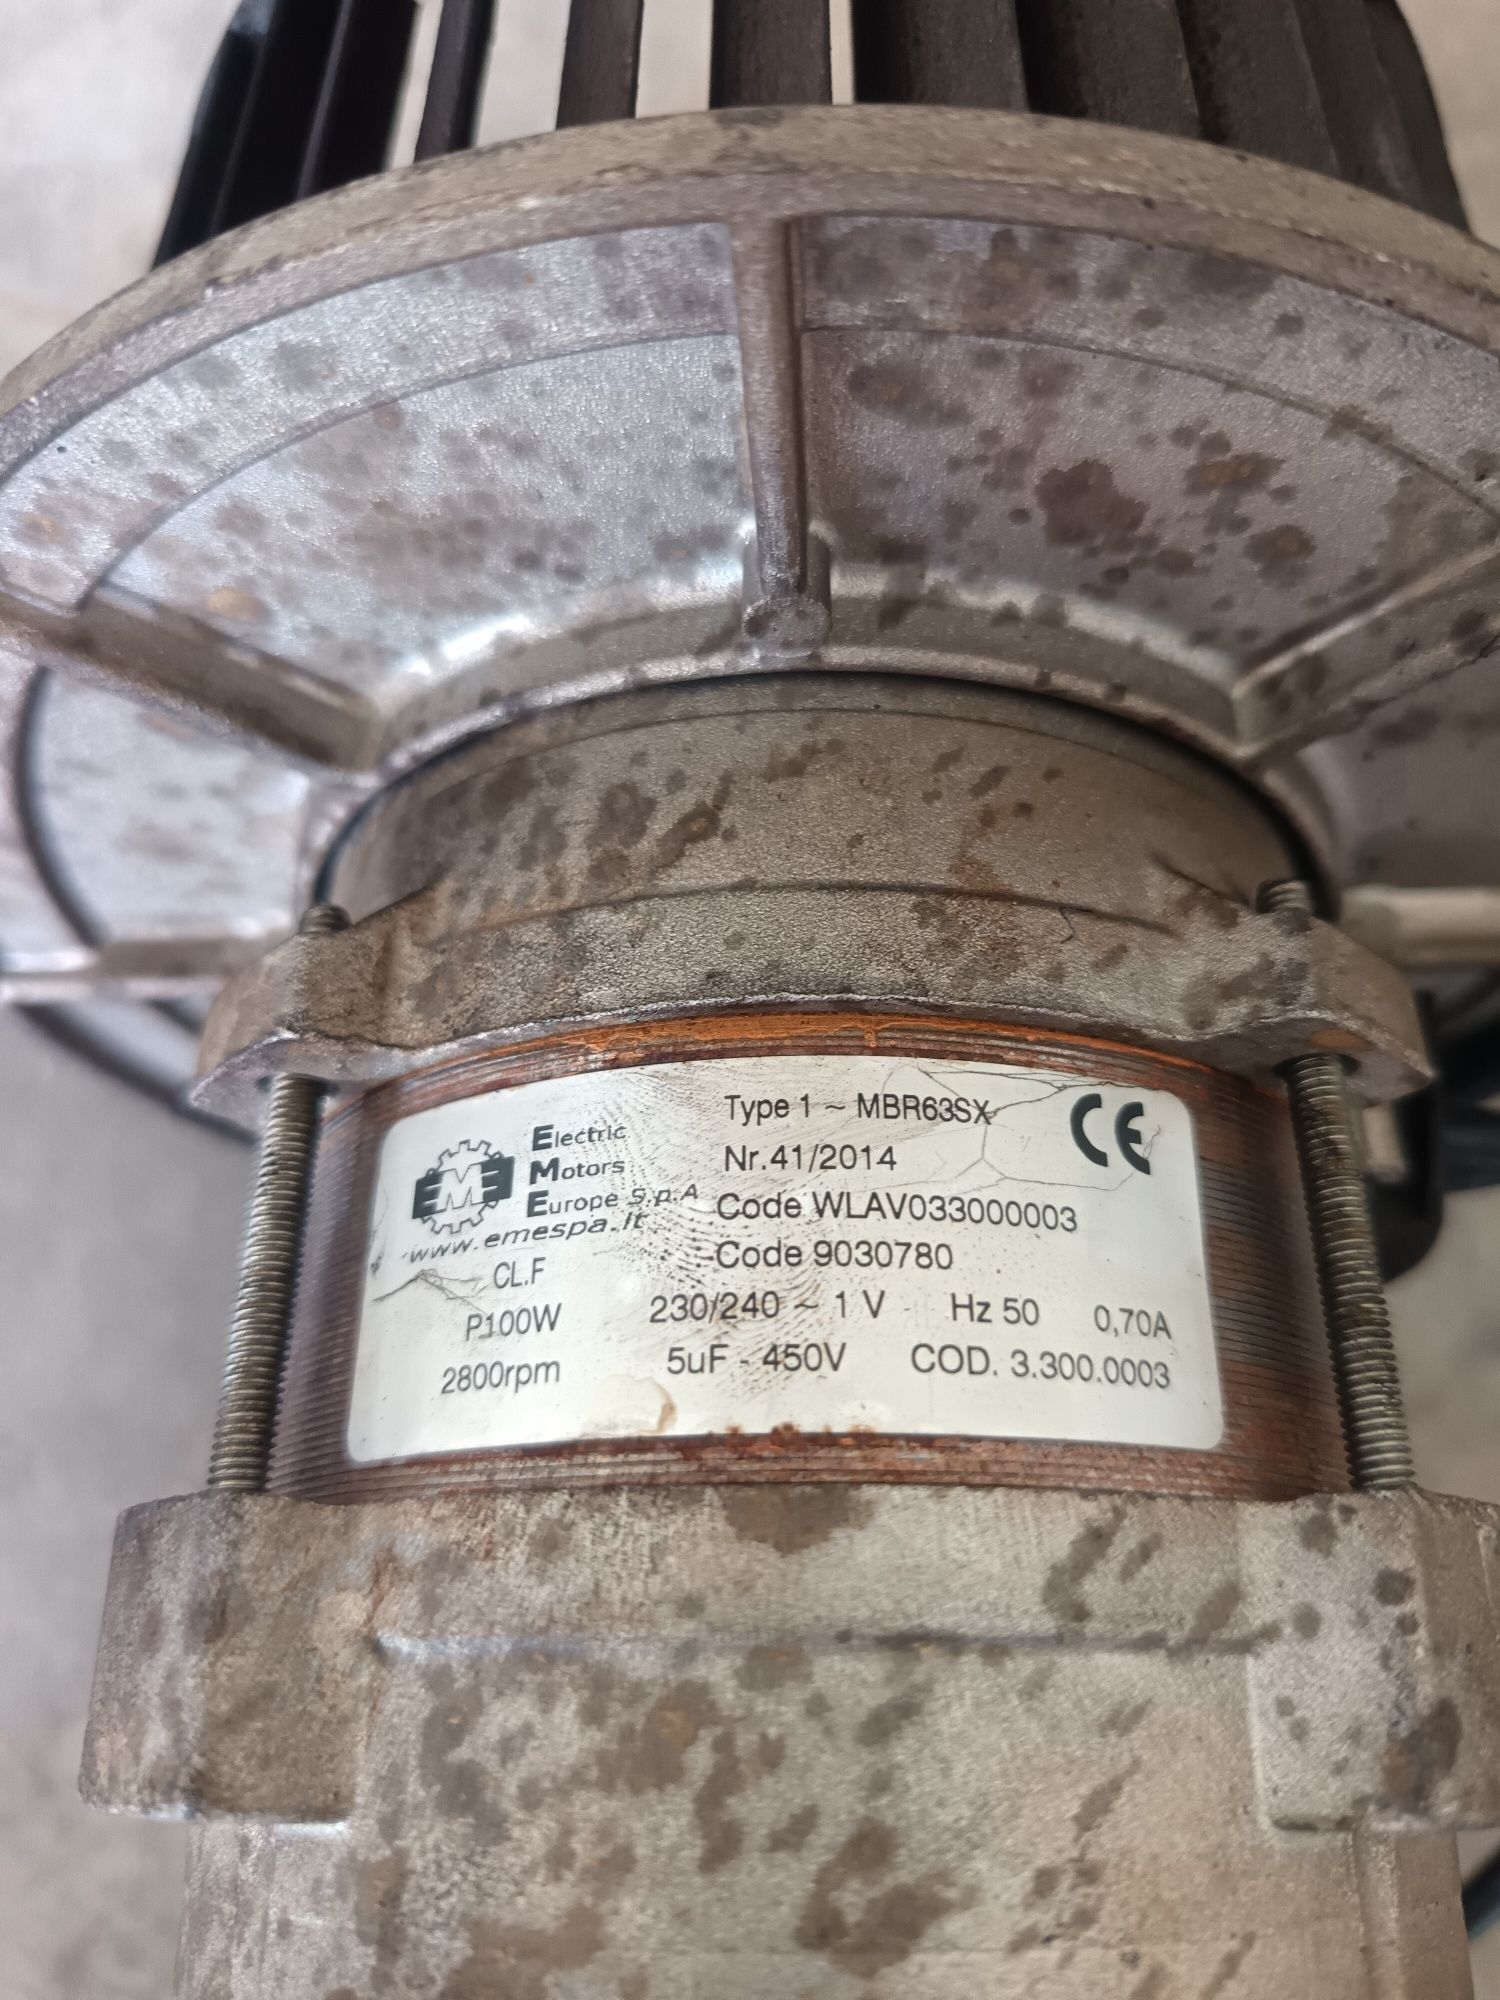 EME
Electric
Motors
Europe S.p.A
www.emespa.it
CL.F
P100W
2800rpm
Type 1 ~ MBR63SX
CE
Nr.41/2014
Code WLAV033000003
Code 9030780
230/240 ~ 1 V Hz 50 0,70A
5uF - 450V COD. 3.300.0003